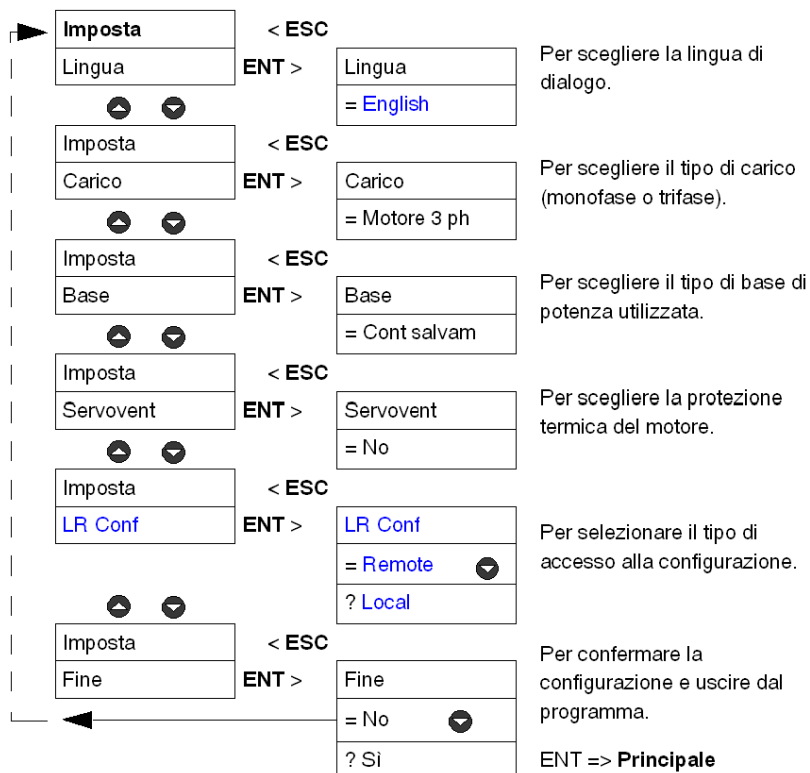 Imposta < ESC
Lingua ENT > Lingua
= English
Per scegliere la lingua di
dialogo.
Imposta < ESC
Carico ENT > Carico
= Motore 3 ph
Per scegliere il tipo di carico
(monofase o trifase).
Imposta < ESC
Base ENT > Base
= Cont salvam
Per scegliere il tipo di base di
potenza utilizzata.
Imposta < ESC
Servovent ENT > Servovent
= No
Per scegliere la protezione
termica del motore.
Imposta < ESC
LR Conf ENT > LR Conf
= Remote
? Local
Per selezionare il tipo di
accesso alla configurazione.
Imposta < ESC
Fine ENT > Fine
= No
? Sì
Per confermare la
configurazione e uscire dal
programma.
ENT => Principale